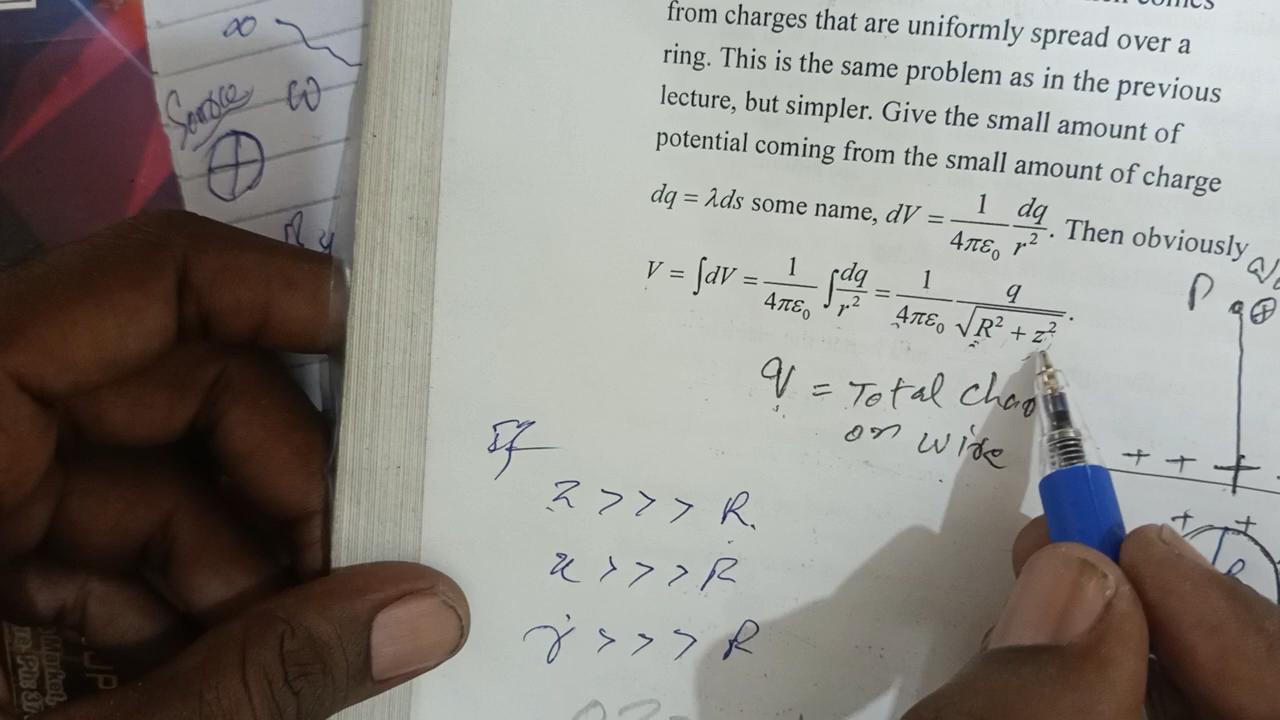 from charges that are uniformly spread over a
ring. This is the same problem as in the previous
lecture, but simpler. Give the small amount of
potential coming from the small amount of charge
dq = λds some name, dV = 1/4πε₀ dq/r². Then obviously
V = ∫dV = 1/4πε₀ ∫dq/r² = 1/4πε₀ q/√(R² + z²).
q = Total Cha
on wire
If
z >>> R.
x >>> R
r >>> R
∞
Source ∞
P q ⊕
+ + +
+ +